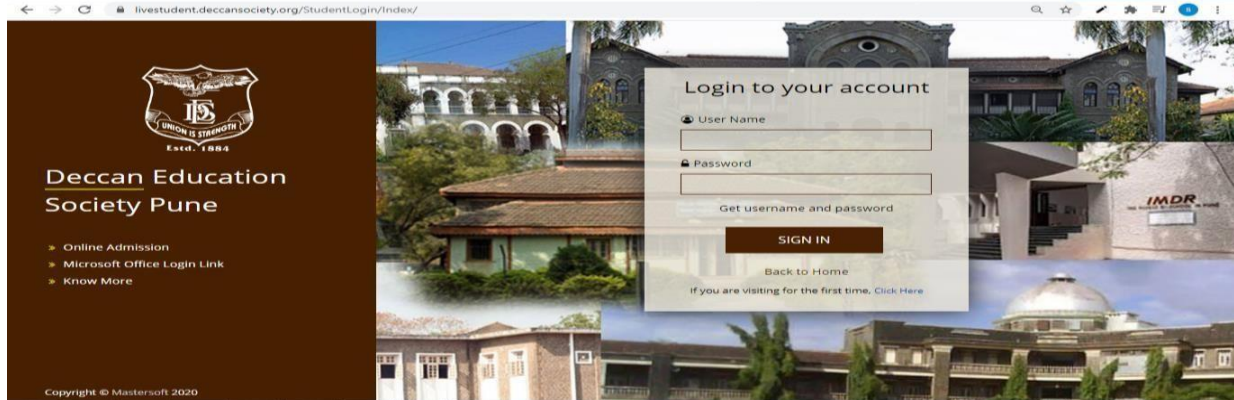 livestudent.deccansociety.org/StudentLogin/Index/
UNION IS STRENGTH
Estd. 1884
Deccan Education
Society Pune
» Online Admission
» Microsoft Office Login Link
» Know More
Copyright © Mastersoft 2020
Login to your account
User Name
Password
Get username and password
SIGN IN
Back to Home
If you are visiting for the first time, Click Here
IMDR